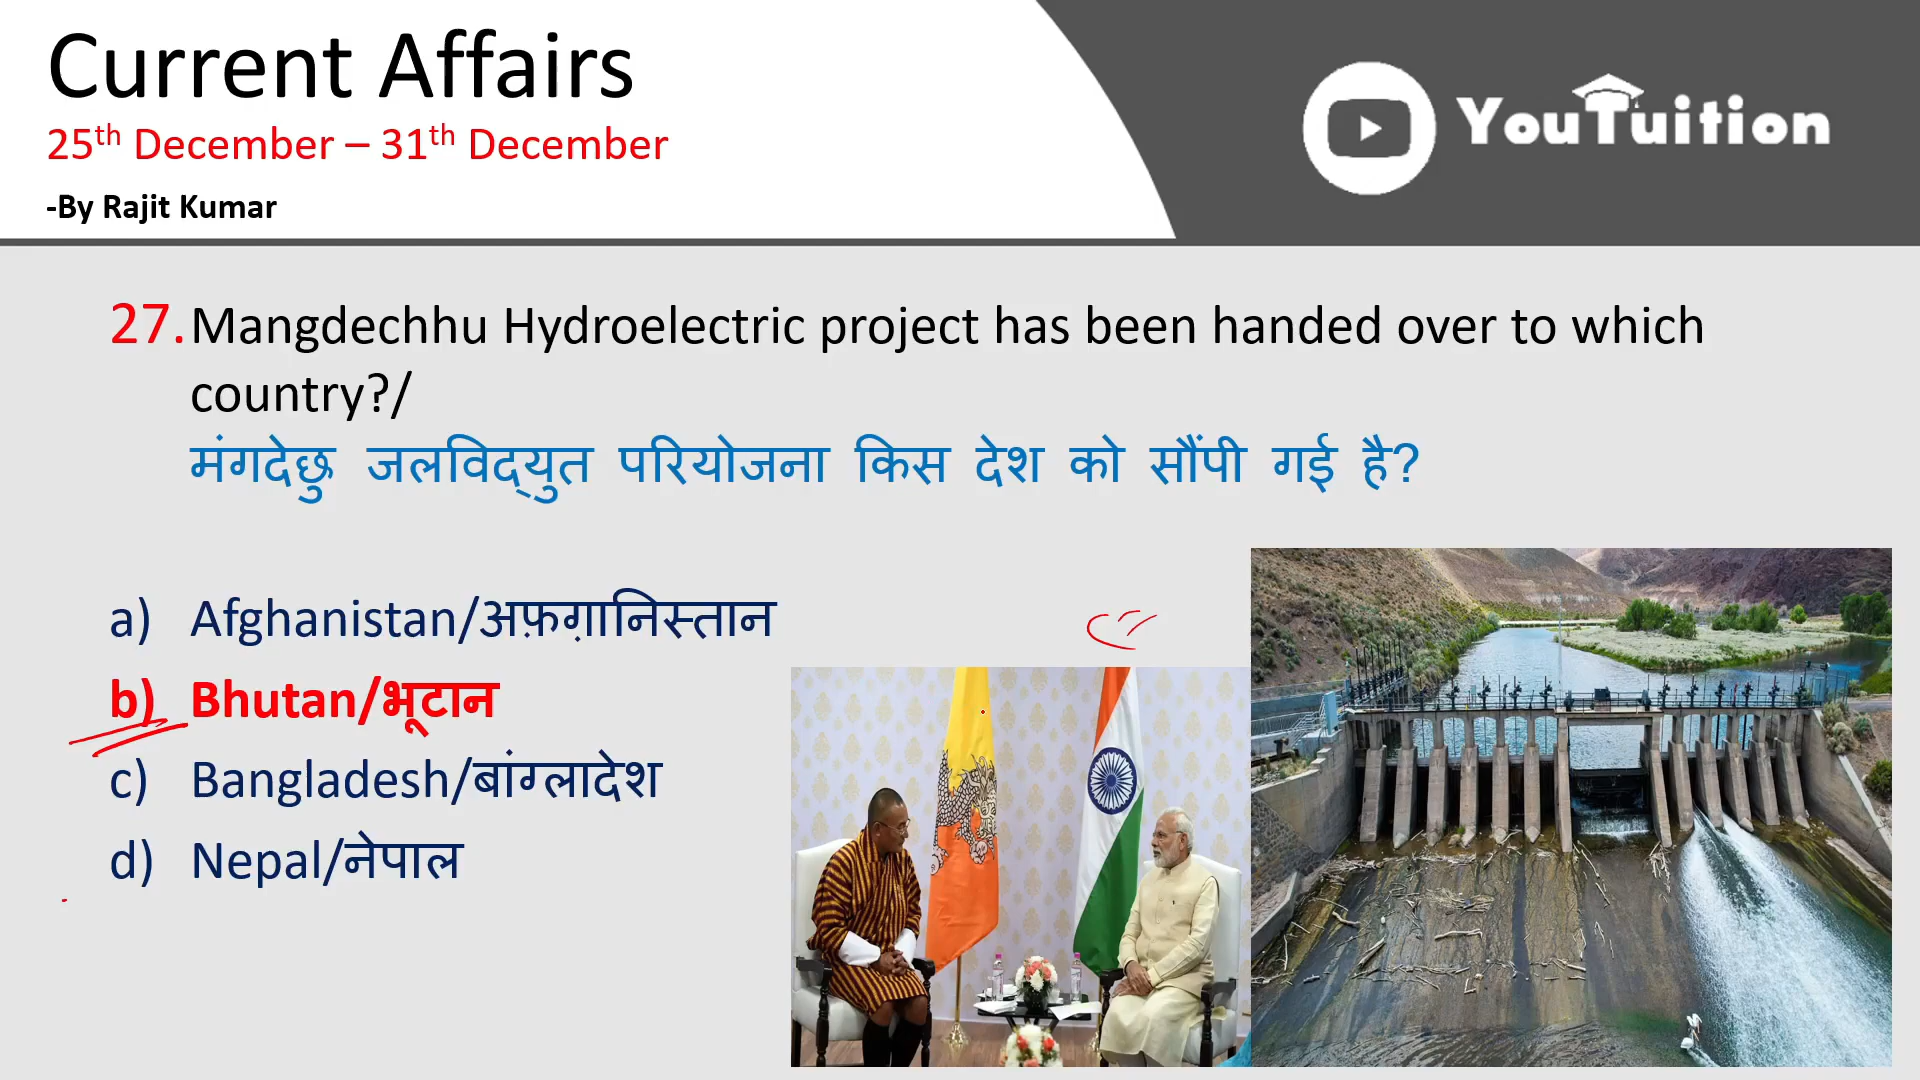 Current Affairs
25th December – 31th December
-By Rajit Kumar
YouTuition
27. Mangdechhu Hydroelectric project has been handed over to which
country?/
मंगदेछु जलविद्युत परियोजना किस देश को सौंपी गई है?
a) Afghanistan/अफ़ग़ानिस्तान
b) Bhutan/भूटान
c) Bangladesh/बांग्लादेश
d) Nepal/नेपाल